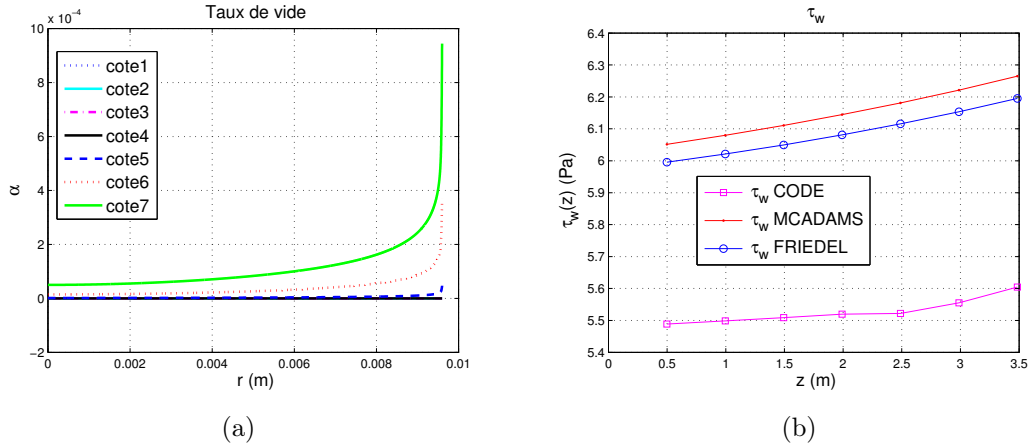 Taux de vide
x 10−4
10
8
6
4
2
0
−2
α
cote1
cote2
cote3
cote4
cote5
cote6
cote7
0
0.002
0.004
0.006
0.008
0.01
r (m)
(a)
τw
6.4
6.3
6.2
6.1
6
5.9
5.8
5.7
5.6
5.5
5.4
τw(z) (Pa)
τw CODE
τw MCADAMS
τw FRIEDEL
0
0.5
1
1.5
2
2.5
3
3.5
z (m)
(b)